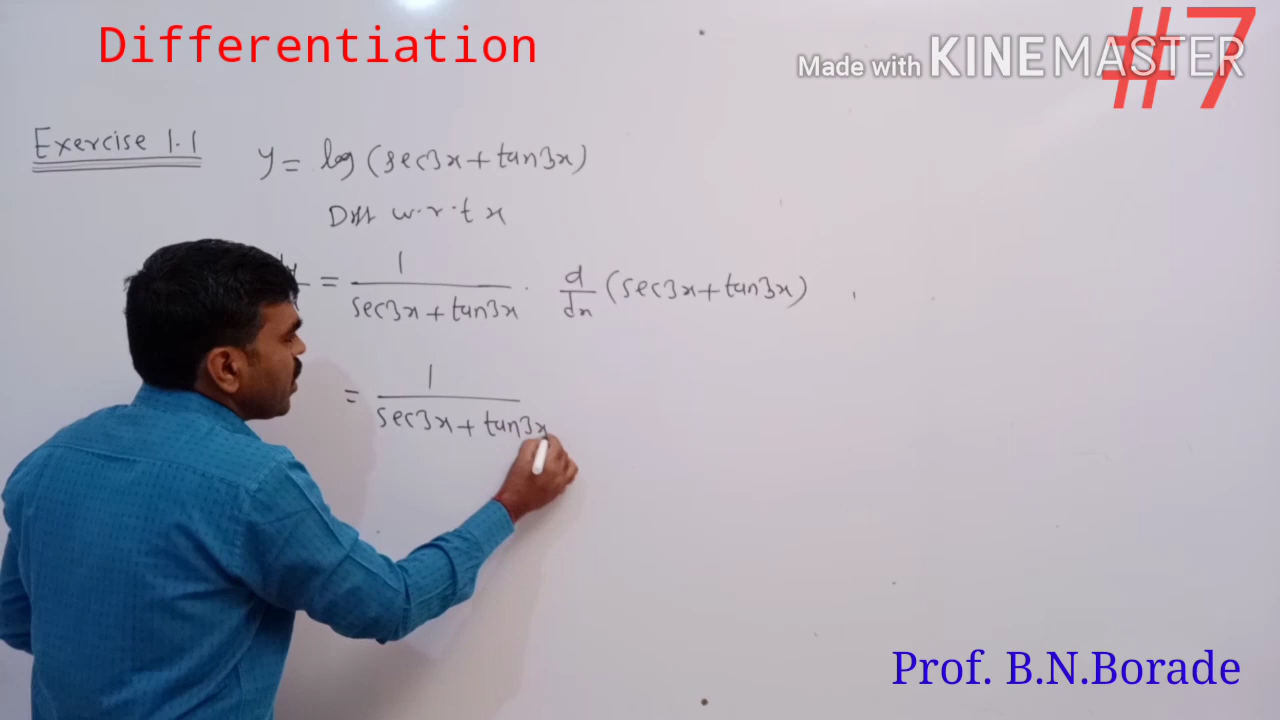 Differentiation
#7
Made with KINEMASTER
Exercise 1.1
y = log (sec3x + tan3x)
Diff w.r.t x
= 1 / sec3x + tan3x · d/dx (sec3x + tan3x)
= 1 / sec3x + tan3x
Prof. B.N.Borade